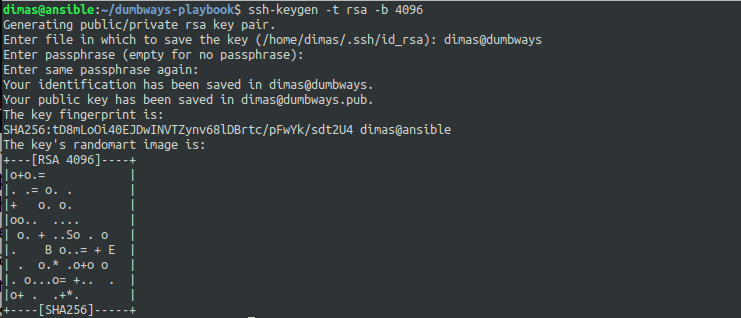 dimas@ansible:~/dumbways-playbook$ ssh-keygen -t rsa -b 4096
Generating public/private rsa key pair.
Enter file in which to save the key (/home/dimas/.ssh/id_rsa): dimas@dumbways
Enter passphrase (empty for no passphrase):
Enter same passphrase again:
Your identification has been saved in dimas@dumbways.
Your public key has been saved in dimas@dumbways.pub.
The key fingerprint is:
SHA256:tD8mLoOi40EJDwINVTZynv68lDBrtc/pFwYk/sdt2U4 dimas@ansible
The key's randomart image is:
+---[RSA 4096]----+
|o+o.=            |
|. .= o. .        |
|+   o. o.        |
|oo..  ....       |
| o. + ..So . o   |
|.    B o..= + E  |
| .  o.* .o+o o   |
|. o...o= +..  .  |
|o+ .  .+*.       |
+----[SHA256]-----+